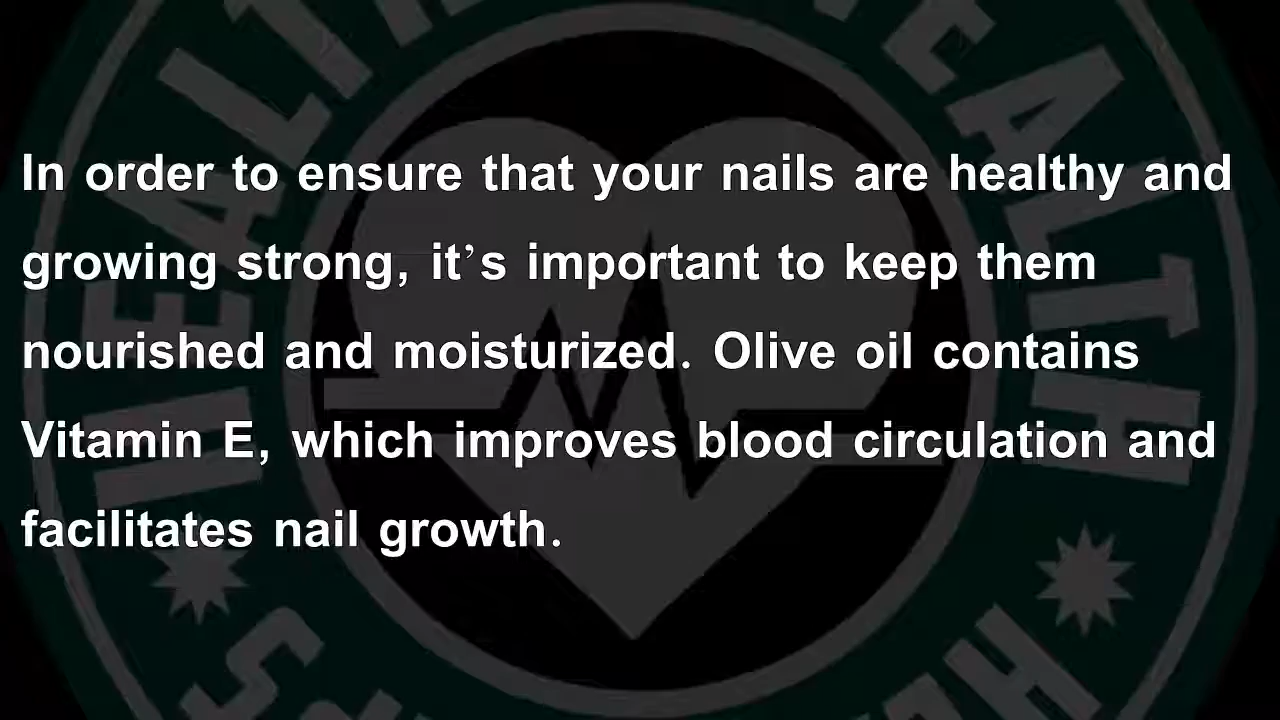 In order to ensure that your nails are healthy and
growing strong, it’s important to keep them
nourished and moisturized. Olive oil contains
Vitamin E, which improves blood circulation and
facilitates nail growth.